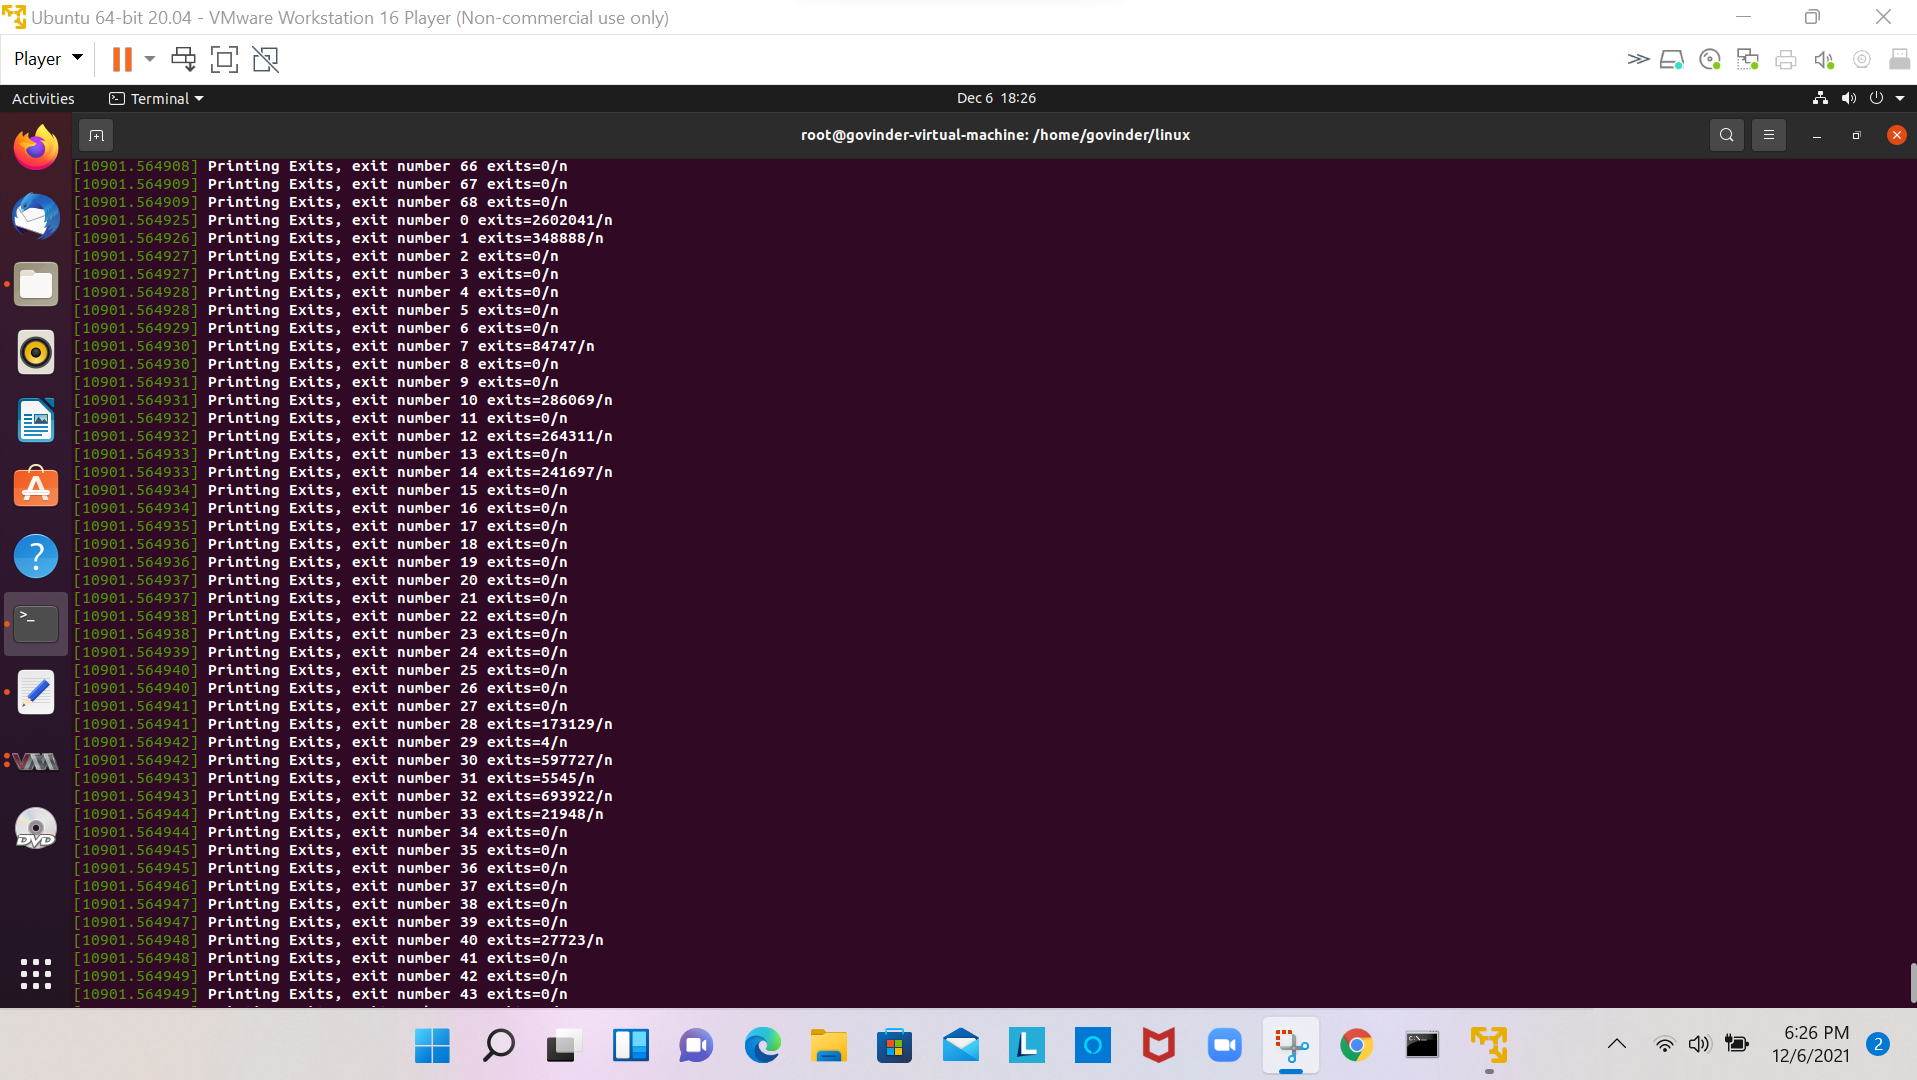 Ubuntu 64-bit 20.04 - VMware Workstation 16 Player (Non-commercial use only)
Player
Activities
Terminal
Dec 6 18:26
root@govinder-virtual-machine: /home/govinder/linux
[10901.564908] Printing Exits, exit number 66 exits=0/n
[10901.564909] Printing Exits, exit number 67 exits=0/n
[10901.564909] Printing Exits, exit number 68 exits=0/n
[10901.564925] Printing Exits, exit number 0 exits=2602041/n
[10901.564926] Printing Exits, exit number 1 exits=348888/n
[10901.564927] Printing Exits, exit number 2 exits=0/n
[10901.564927] Printing Exits, exit number 3 exits=0/n
[10901.564928] Printing Exits, exit number 4 exits=0/n
[10901.564928] Printing Exits, exit number 5 exits=0/n
[10901.564929] Printing Exits, exit number 6 exits=0/n
[10901.564930] Printing Exits, exit number 7 exits=84747/n
[10901.564930] Printing Exits, exit number 8 exits=0/n
[10901.564931] Printing Exits, exit number 9 exits=0/n
[10901.564931] Printing Exits, exit number 10 exits=286069/n
[10901.564932] Printing Exits, exit number 11 exits=0/n
[10901.564932] Printing Exits, exit number 12 exits=264311/n
[10901.564933] Printing Exits, exit number 13 exits=0/n
[10901.564933] Printing Exits, exit number 14 exits=241697/n
[10901.564934] Printing Exits, exit number 15 exits=0/n
[10901.564934] Printing Exits, exit number 16 exits=0/n
[10901.564935] Printing Exits, exit number 17 exits=0/n
[10901.564936] Printing Exits, exit number 18 exits=0/n
[10901.564936] Printing Exits, exit number 19 exits=0/n
[10901.564937] Printing Exits, exit number 20 exits=0/n
[10901.564937] Printing Exits, exit number 21 exits=0/n
[10901.564938] Printing Exits, exit number 22 exits=0/n
[10901.564938] Printing Exits, exit number 23 exits=0/n
[10901.564939] Printing Exits, exit number 24 exits=0/n
[10901.564940] Printing Exits, exit number 25 exits=0/n
[10901.564940] Printing Exits, exit number 26 exits=0/n
[10901.564941] Printing Exits, exit number 27 exits=0/n
[10901.564941] Printing Exits, exit number 28 exits=173129/n
[10901.564942] Printing Exits, exit number 29 exits=4/n
[10901.564942] Printing Exits, exit number 30 exits=597727/n
[10901.564943] Printing Exits, exit number 31 exits=5545/n
[10901.564943] Printing Exits, exit number 32 exits=693922/n
[10901.564944] Printing Exits, exit number 33 exits=21948/n
[10901.564944] Printing Exits, exit number 34 exits=0/n
[10901.564945] Printing Exits, exit number 35 exits=0/n
[10901.564945] Printing Exits, exit number 36 exits=0/n
[10901.564946] Printing Exits, exit number 37 exits=0/n
[10901.564947] Printing Exits, exit number 38 exits=0/n
[10901.564947] Printing Exits, exit number 39 exits=0/n
[10901.564948] Printing Exits, exit number 40 exits=27723/n
[10901.564948] Printing Exits, exit number 41 exits=0/n
[10901.564949] Printing Exits, exit number 42 exits=0/n
[10901.564949] Printing Exits, exit number 43 exits=0/n
DVD
6:26 PM
12/6/2021
2